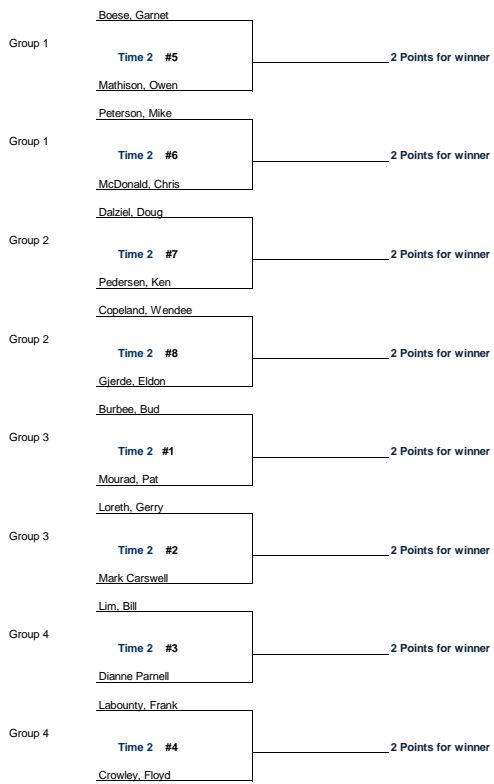 Boese, Garnet
Group 1
Time 2 #5 2 Points for winner
Mathison, Owen
Peterson, Mike
Group 1
Time 2 #6 2 Points for winner
McDonald, Chris
Dalziel, Doug
Group 2
Time 2 #7 2 Points for winner
Pedersen, Ken
Copeland, Wendee
Group 2
Time 2 #8 2 Points for winner
Gjerde, Eldon
Burbee, Bud
Group 3
Time 2 #1 2 Points for winner
Mourad, Pat
Loreth, Gerry
Group 3
Time 2 #2 2 Points for winner
Mark Carswell
Lim, Bill
Group 4
Time 2 #3 2 Points for winner
Dianne Parnell
Labounty, Frank
Group 4
Time 2 #4 2 Points for winner
Crowley, Floyd